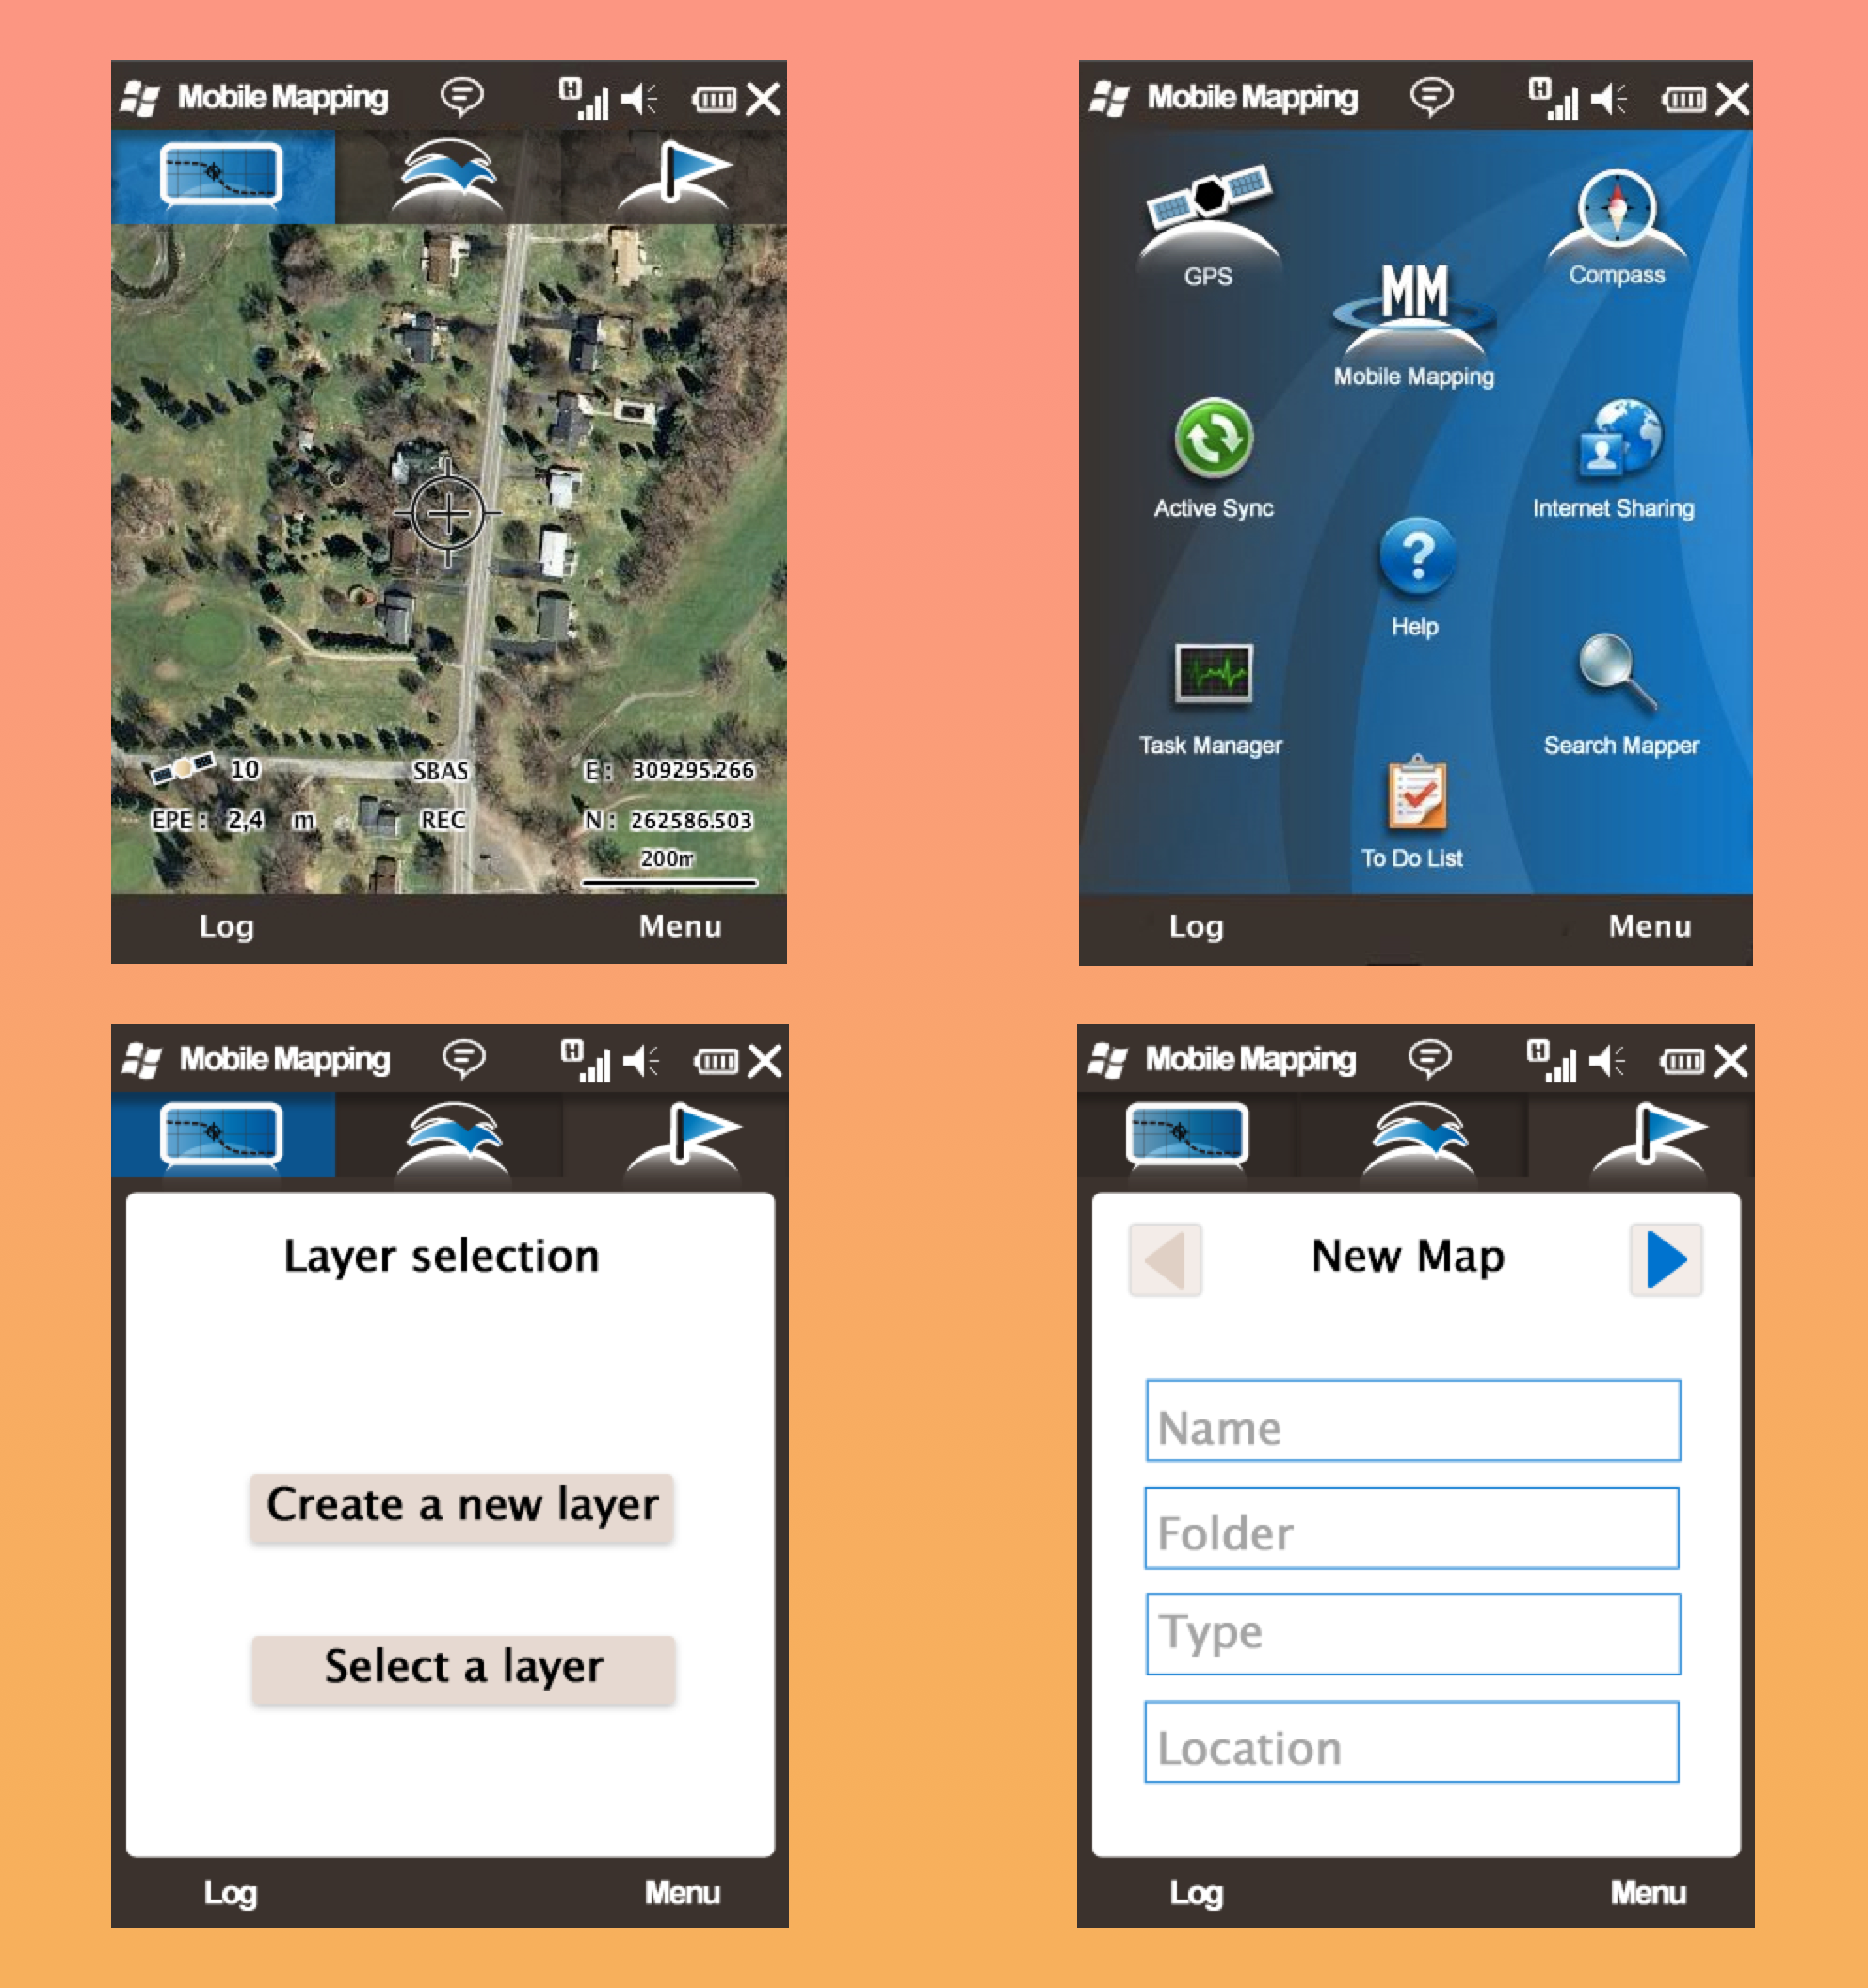 Mobile Mapping
H
10 SBAS E: 309295.266
EPE: 2,4 m REC N: 262586.503
200m
Log Menu
Mobile Mapping
H
GPS
Compass
MM
Mobile Mapping
Active Sync
Internet Sharing
?
Help
Task Manager
Search Mapper
To Do List
Log Menu
Mobile Mapping
H
Layer selection
Create a new layer
Select a layer
Log Menu
Mobile Mapping
H
New Map
Name
Folder
Type
Location
Log Menu